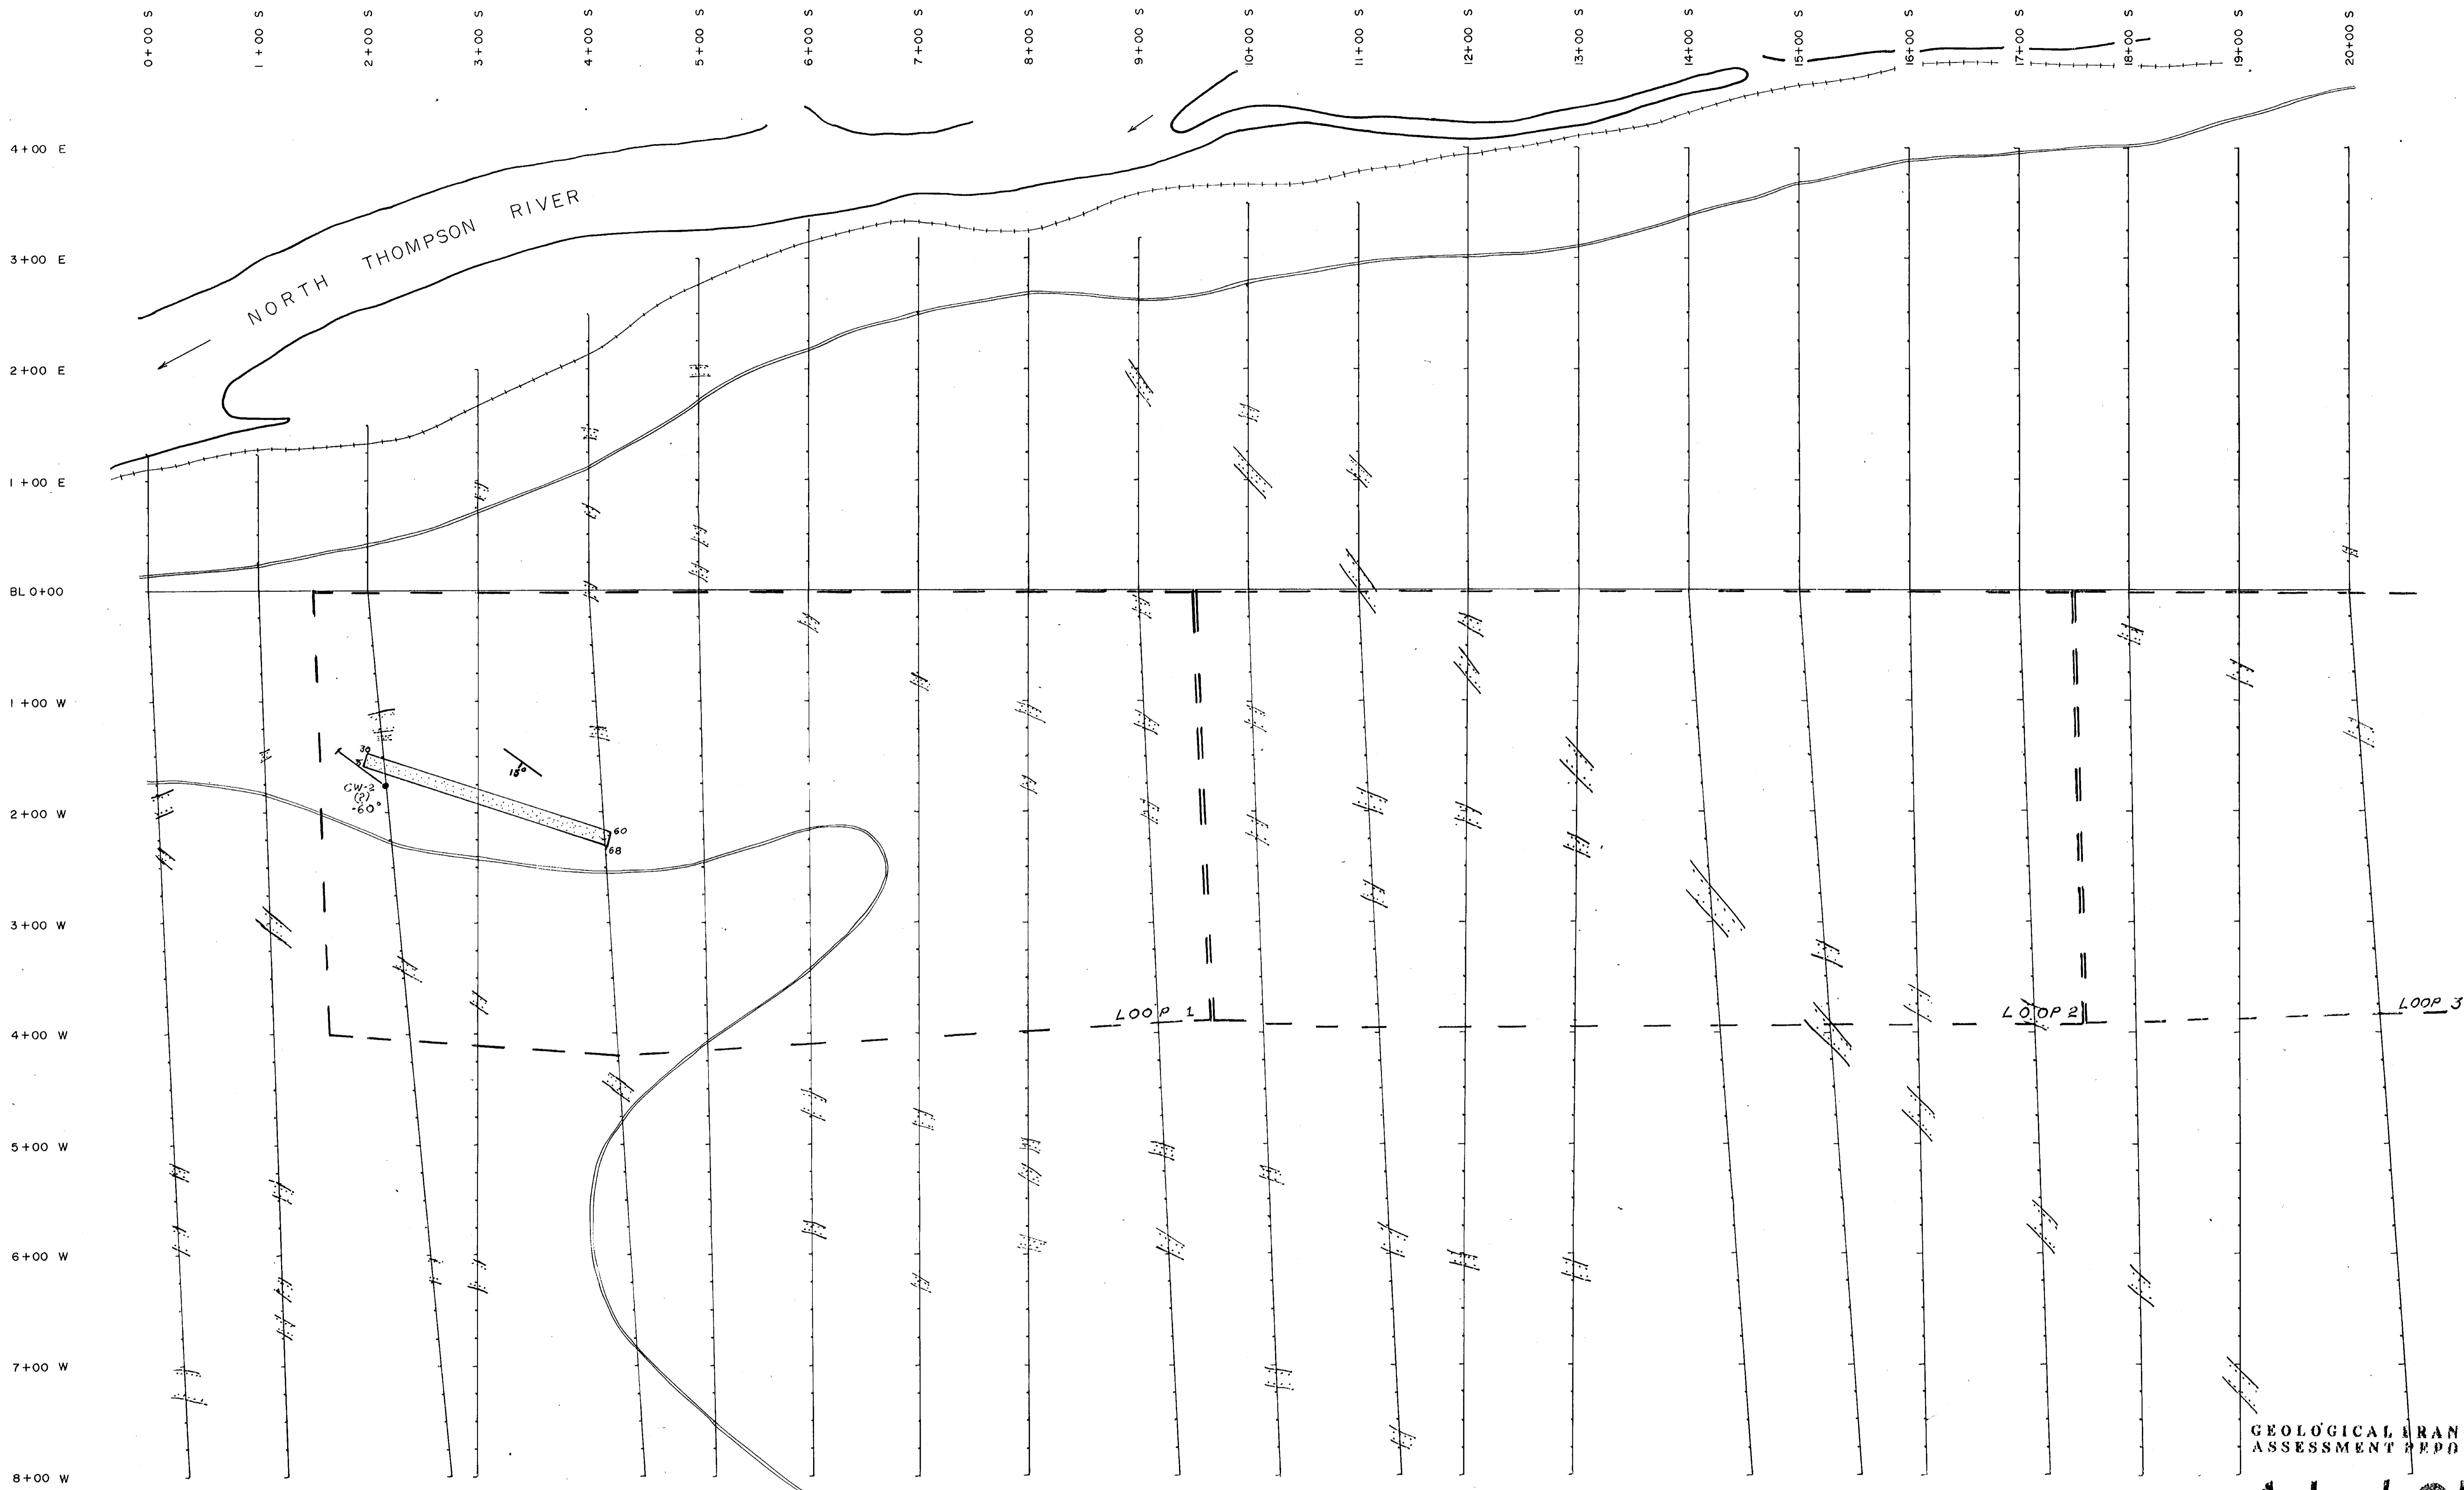 0+00 S
1+00 S
2+00 S
3+00 S
4+00 S
5+00 S
6+00 S
7+00 S
8+00 S
9+00 S
10+00 S
11+00 S
12+00 S
13+00 S
14+00 S
15+00 S
16+00 S
17+00 S
18+00 S
19+00 S
20+00 S
4+00 E
3+00 E
2+00 E
1+00 E
BL 0+00
1+00 W
2+00 W
3+00 W
4+00 W
5+00 W
6+00 W
7+00 W
8+00 W
NORTH THOMPSON RIVER
30
CW-2
(?)
-60°
15°
60
68
LOOP 1
LOOP 2
LOOP 3
GEOLOGICAL BRAN
ASSESSMENT REPO